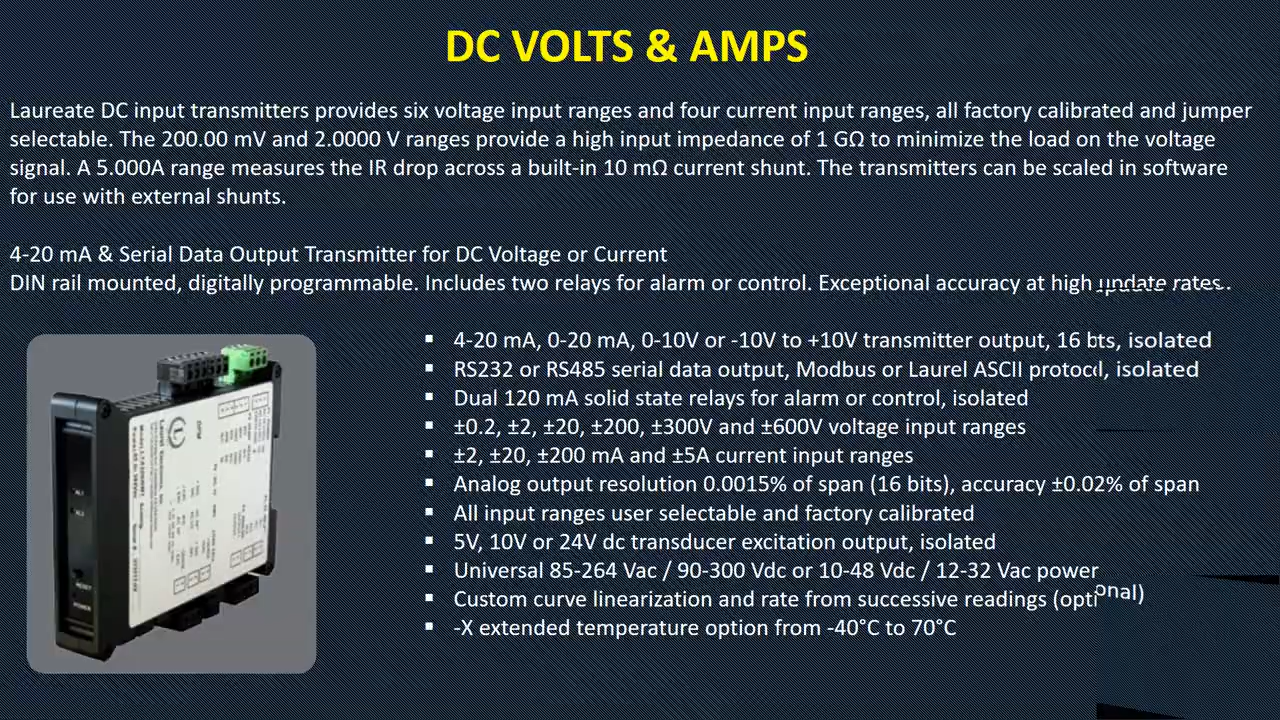 DC VOLTS & AMPS
Laureate DC input transmitters provides six voltage input ranges and four current input ranges, all factory calibrated and jumper
selectable. The 200.00 mV and 2.0000 V ranges provide a high input impedance of 1 GΩ to minimize the load on the voltage
signal. A 5.000A range measures the IR drop across a built-in 10 mΩ current shunt. The transmitters can be scaled in software
for use with external shunts.
4-20 mA & Serial Data Output Transmitter for DC Voltage or Current
DIN rail mounted, digitally programmable. Includes two relays for alarm or control. Exceptional accuracy at high update rates.
▪ 4-20 mA, 0-20 mA, 0-10V or -10V to +10V transmitter output, 16 bts, isolated
▪ RS232 or RS485 serial data output, Modbus or Laurel ASCII protocl, isolated
▪ Dual 120 mA solid state relays for alarm or control, isolated
▪ ±0.2, ±2, ±20, ±200, ±300V and ±600V voltage input ranges
▪ ±2, ±20, ±200 mA and ±5A current input ranges
▪ Analog output resolution 0.0015% of span (16 bits), accuracy ±0.02% of span
▪ All input ranges user selectable and factory calibrated
▪ 5V, 10V or 24V dc transducer excitation output, isolated
▪ Universal 85-264 Vac / 90-300 Vdc or 10-48 Vdc / 12-32 Vac power
▪ Custom curve linearization and rate from successive readings (optional)
▪ -X extended temperature option from -40°C to 70°C
Laurel Electronics, Inc.
POWER